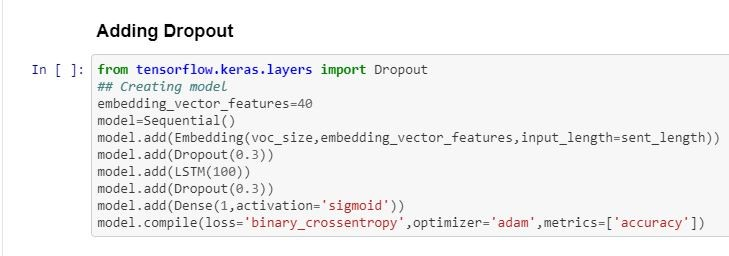 Adding Dropout
In [ ]: from tensorflow.keras.layers import Dropout
## Creating model
embedding_vector_features=40
model=Sequential()
model.add(Embedding(voc_size,embedding_vector_features,input_length=sent_length))
model.add(Dropout(0.3))
model.add(LSTM(100))
model.add(Dropout(0.3))
model.add(Dense(1,activation='sigmoid'))
model.compile(loss='binary_crossentropy',optimizer='adam',metrics=['accuracy'])